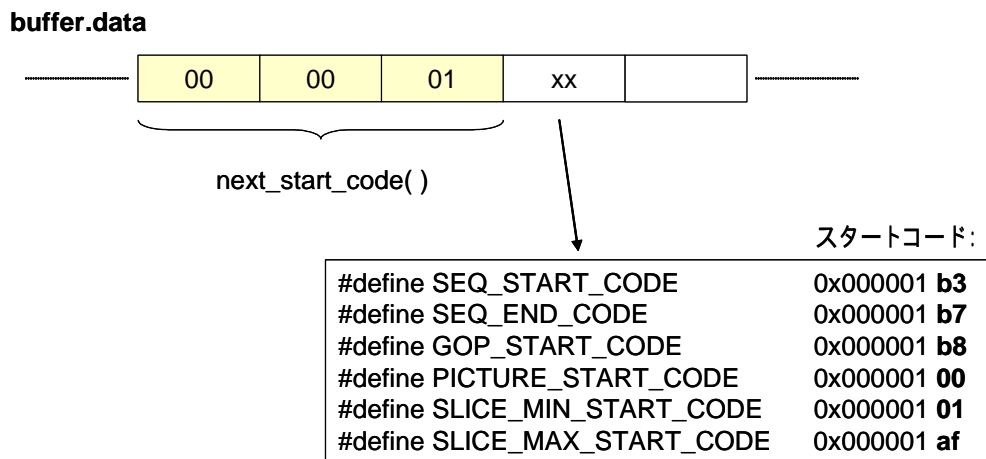 buffer.data
00 00 01 xx
next_start_code( )
スタートコード:
#define SEQ_START_CODE 0x000001 b3
#define SEQ_END_CODE 0x000001 b7
#define GOP_START_CODE 0x000001 b8
#define PICTURE_START_CODE 0x000001 00
#define SLICE_MIN_START_CODE 0x000001 01
#define SLICE_MAX_START_CODE 0x000001 af